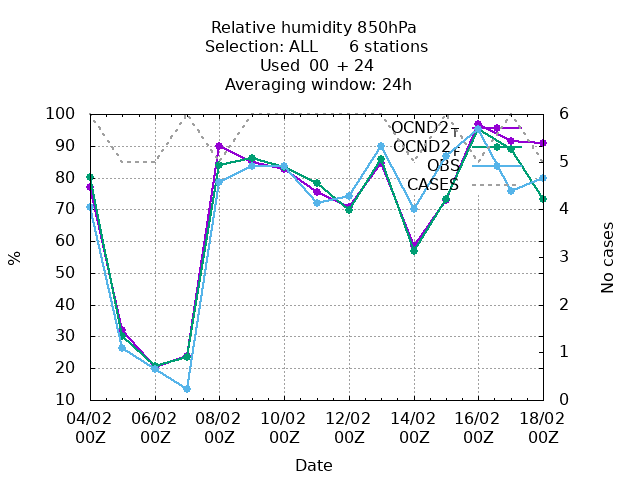 Relative humidity 850hPa
Selection: ALL 6 stations
Used 00 + 24
Averaging window: 24h
100
90
80
70
60
50
40
30
20
10
%
6
5
4
3
2
1
0
No cases
OCND2_T
OCND2_r
OBS
CASES
04/02 06/02 08/02 10/02 12/02 14/02 16/02 18/02
00Z 00Z 00Z 00Z 00Z 00Z 00Z 00Z
Date